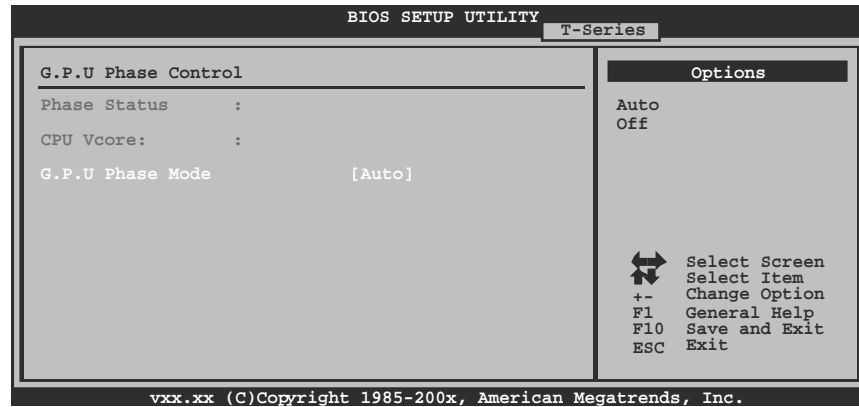 BIOS SETUP UTILITY
T-Series
G.P.U Phase Control
Phase Status :
CPU Vcore: :
G.P.U Phase Mode [Auto]
Options
Auto
Off
Select Screen
Select Item
+- Change Option
F1 General Help
F10 Save and Exit
ESC Exit
vxx.xx (C)Copyright 1985-200x, American Megatrends, Inc.